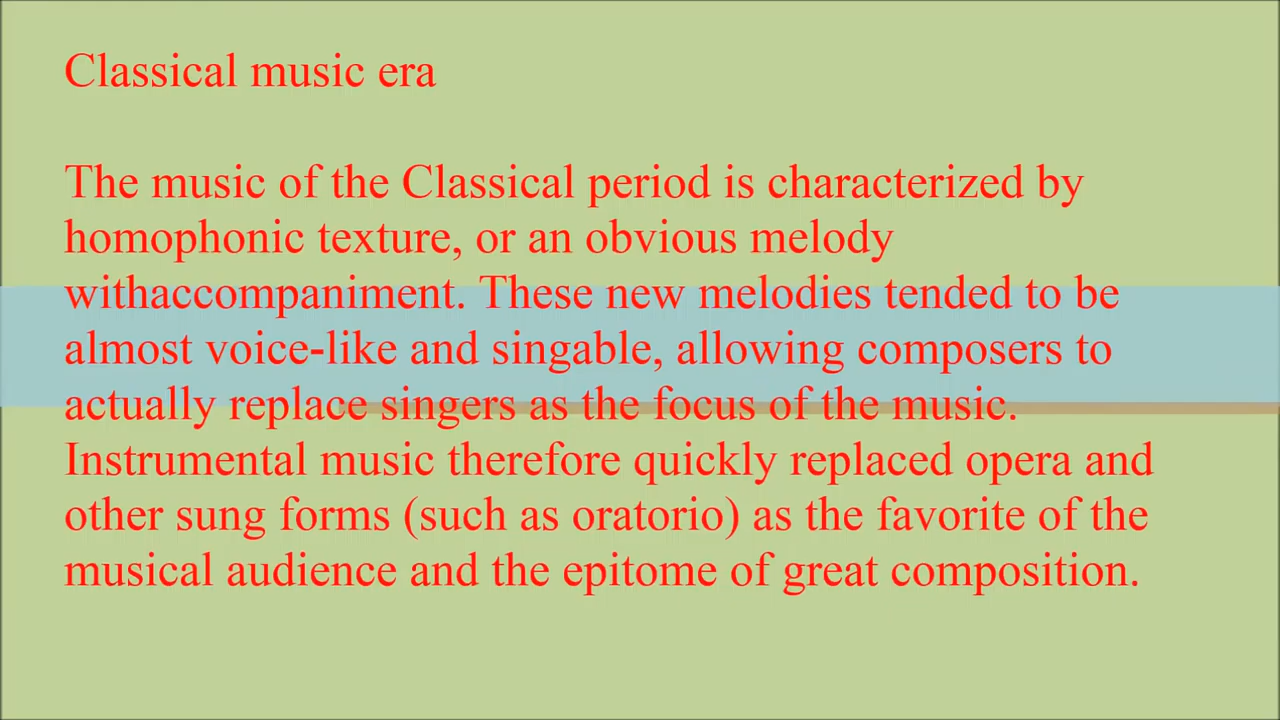 Classical music era
The music of the Classical period is characterized by
homophonic texture, or an obvious melody
withaccompaniment. These new melodies tended to be
almost voice-like and singable, allowing composers to
actually replace singers as the focus of the music.
Instrumental music therefore quickly replaced opera and
other sung forms (such as oratorio) as the favorite of the
musical audience and the epitome of great composition.